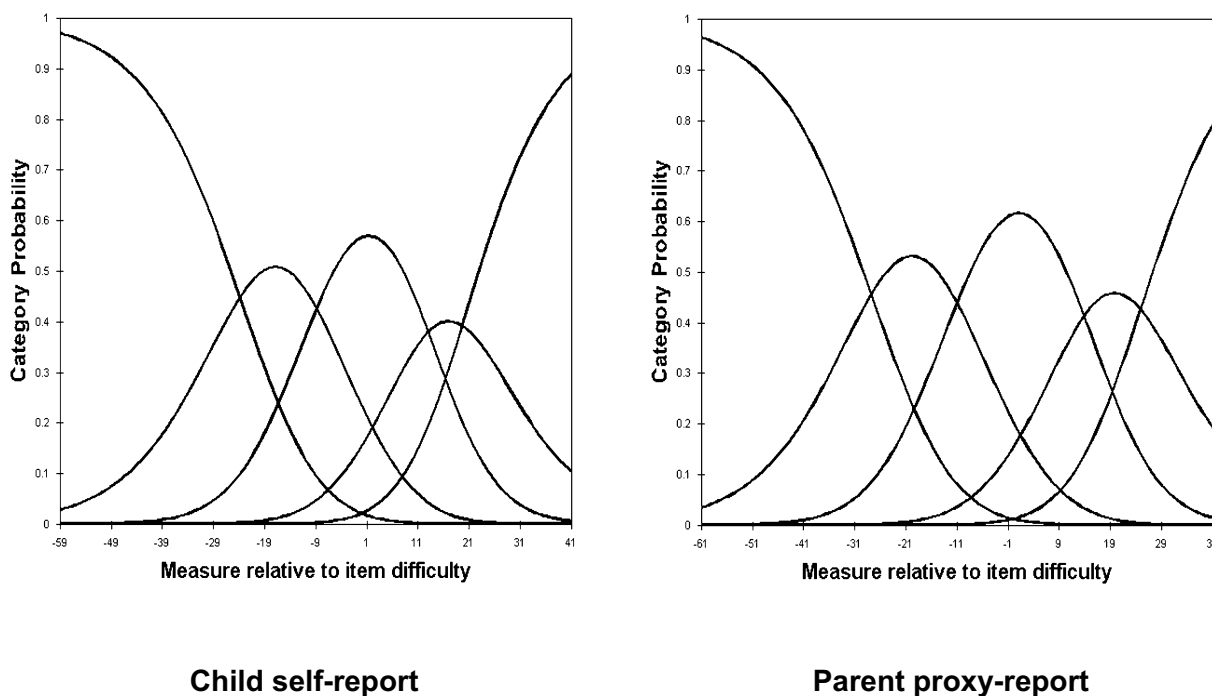 1
0.9
0.8
0.7
0.6
0.5
0.4
0.3
0.2
0.1
0
Category Probability
-59 -49 -39 -29 -19 -9 1 11 21 31 41
Measure relative to item difficulty
Child self-report
1
0.9
0.8
0.7
0.6
0.5
0.4
0.3
0.2
0.1
0
Category Probability
-61 -51 -41 -31 -21 -11 -1 9 19 29
Measure relative to item difficulty
Parent proxy-report